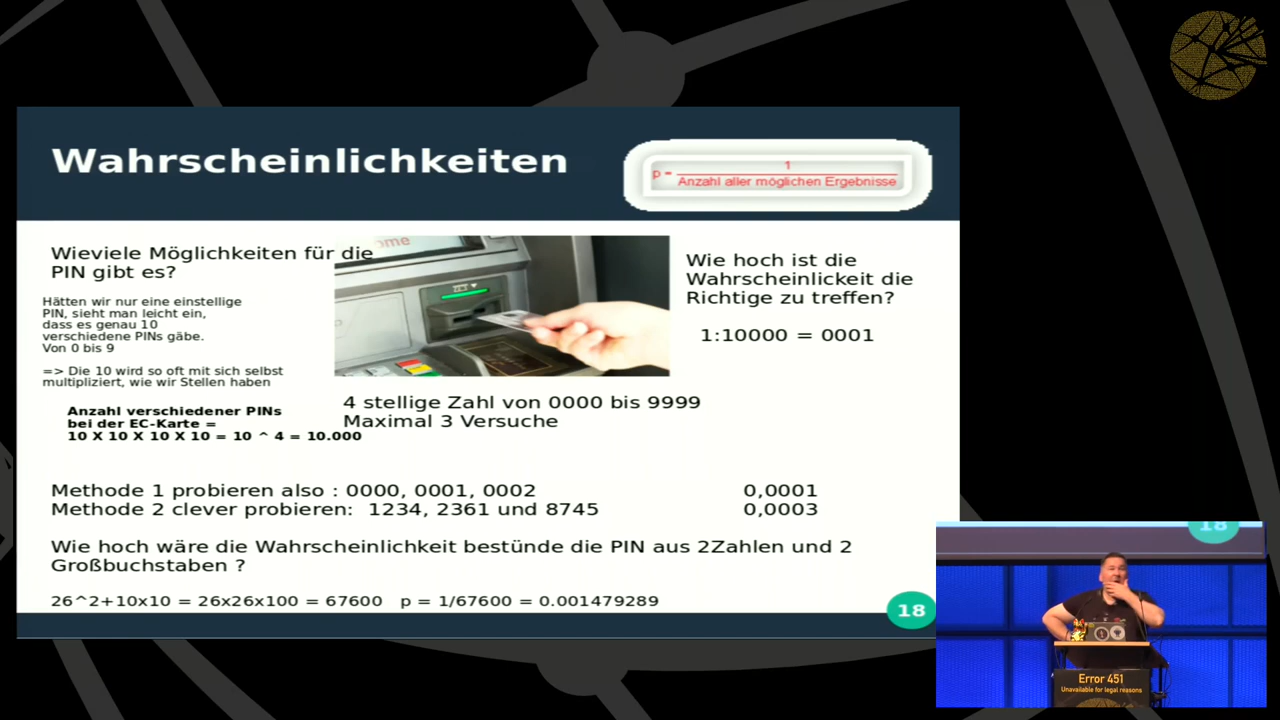 Wahrscheinlichkeiten
p = 1
Anzahl aller möglichen Ergebnisse
Wieviele Möglichkeiten für die
PIN gibt es?
Hätten wir nur eine einstellige
PIN, sieht man leicht ein,
dass es genau 10
verschiedene PINs gäbe.
Von 0 bis 9
=> Die 10 wird so oft mit sich selbst
multipliziert, wie wir Stellen haben
Anzahl verschiedener PINs
bei der EC-Karte =
10 X 10 X 10 X 10 = 10 ^ 4 = 10.000
ome
4 stellige Zahl von 0000 bis 9999
Maximal 3 Versuche
Wie hoch ist die
Wahrscheinlickeit die
Richtige zu treffen?
1:10000 = 0001
Methode 1 probieren also : 0000, 0001, 0002 0,0001
Methode 2 clever probieren: 1234, 2361 und 8745 0,0003
Wie hoch wäre die Wahrscheinlichkeit bestünde die PIN aus 2Zahlen und 2
Großbuchstaben ?
26^2+10x10 = 26x26x100 = 67600 p = 1/67600 = 0.001479289
18
18
Error 451
Unavailable for legal reasons